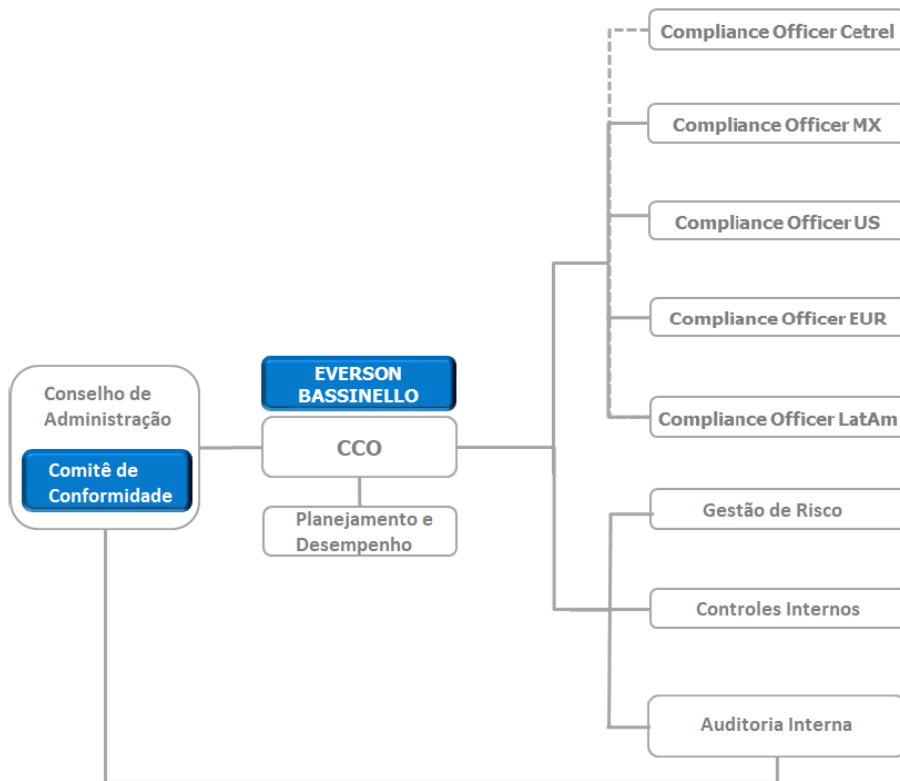 Compliance Officer Cetrel
Compliance Officer MX
Compliance Officer US
Compliance Officer EUR
Compliance Officer LatAm
EVERSON
BASSINELLO
CCO
Planejamento e
Desempenho
Conselho de
Administração
Comitê de
Conformidade
Gestão de Risco
Controles Internos
Auditoria Interna